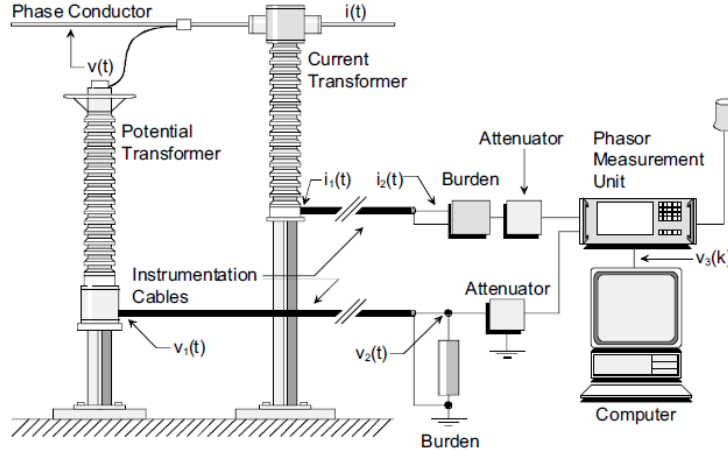 Phase Conductor
i(t)
v(t)
Current
Transformer
Potential
Transformer
Attenuator
Phasor
Measurement
Unit
i₁(t)
i₂(t)
Burden
v₃(k)
Instrumentation
Cables
Attenuator
v₁(t)
v₂(t)
Computer
Burden